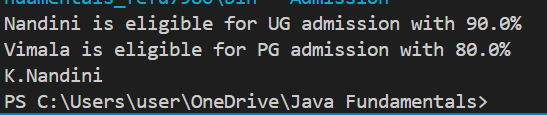 Admission
Nandini is eligible for UG admission with 90.0%
Vimala is eligible for PG admission with 80.0%
K.Nandini
PS C:\Users\user\OneDrive\Java Fundamentals>